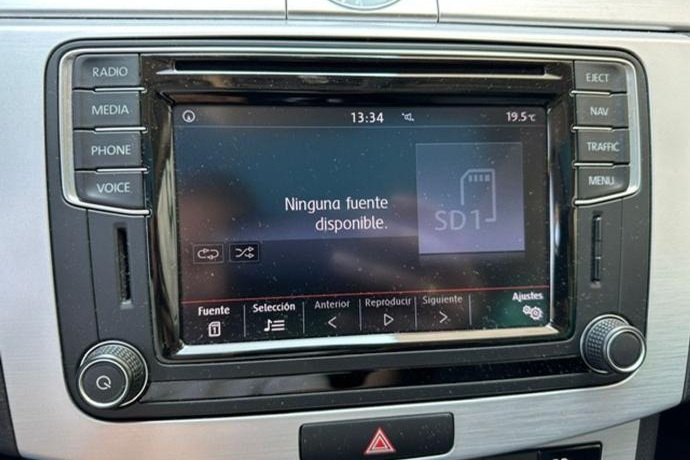 RADIO
MEDIA
PHONE
VOICE
EJECT
NAV
TRAFFIC
MENU
13:34
19.5°C
Ninguna fuente
disponible.
SD1
Fuente
1
Selección
Anterior
Reproducir
Siguiente
Ajustes